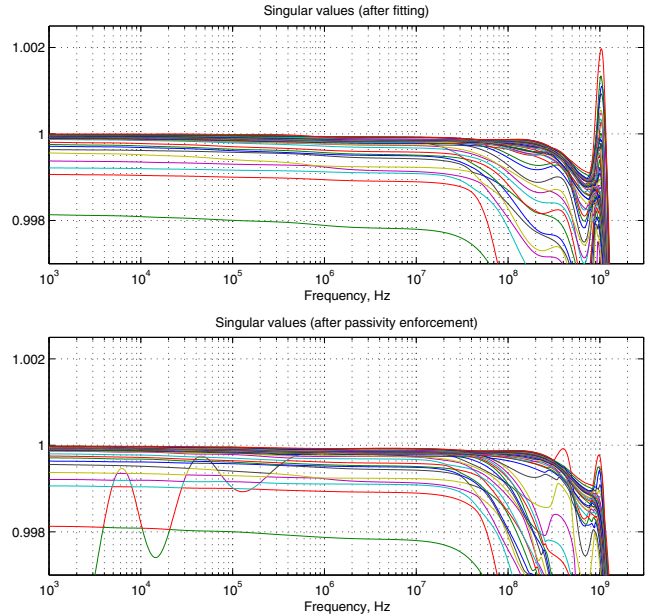 Singular values (after fitting)
1.002
1
0.998
10^3 10^4 10^5 10^6 10^7 10^8 10^9
Frequency, Hz
Singular values (after passivity enforcement)
1.002
1
0.998
10^3 10^4 10^5 10^6 10^7 10^8 10^9
Frequency, Hz